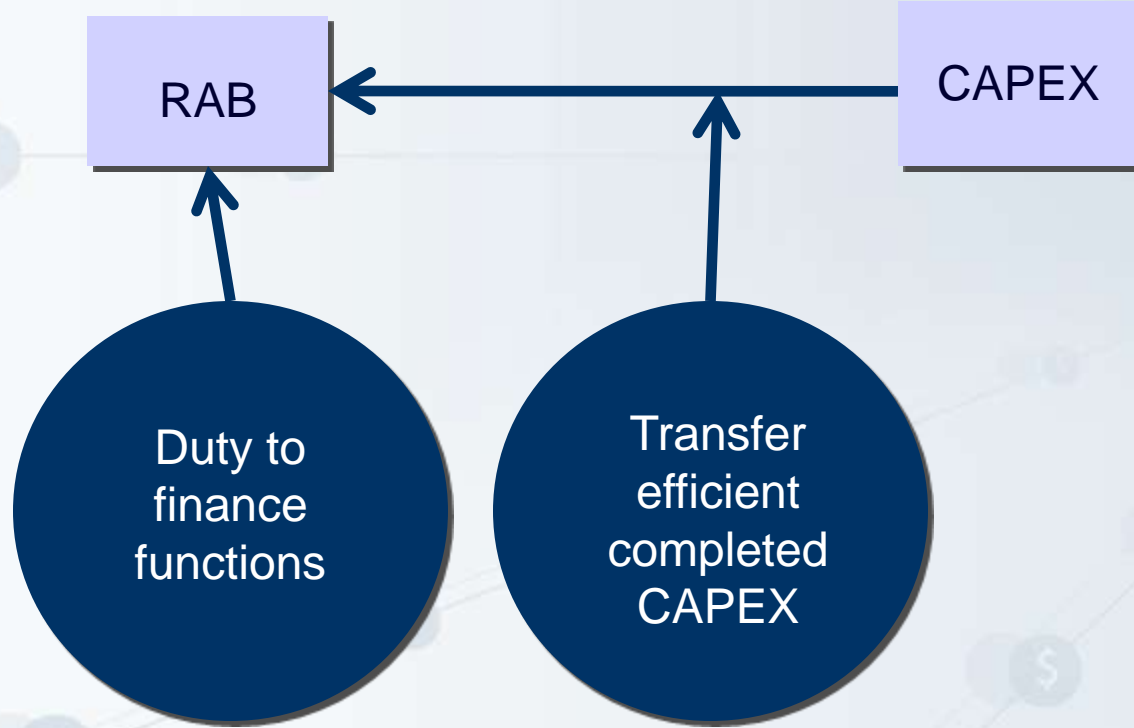 RAB
CAPEX
Duty to
finance
functions
Transfer
efficient
completed
CAPEX
$